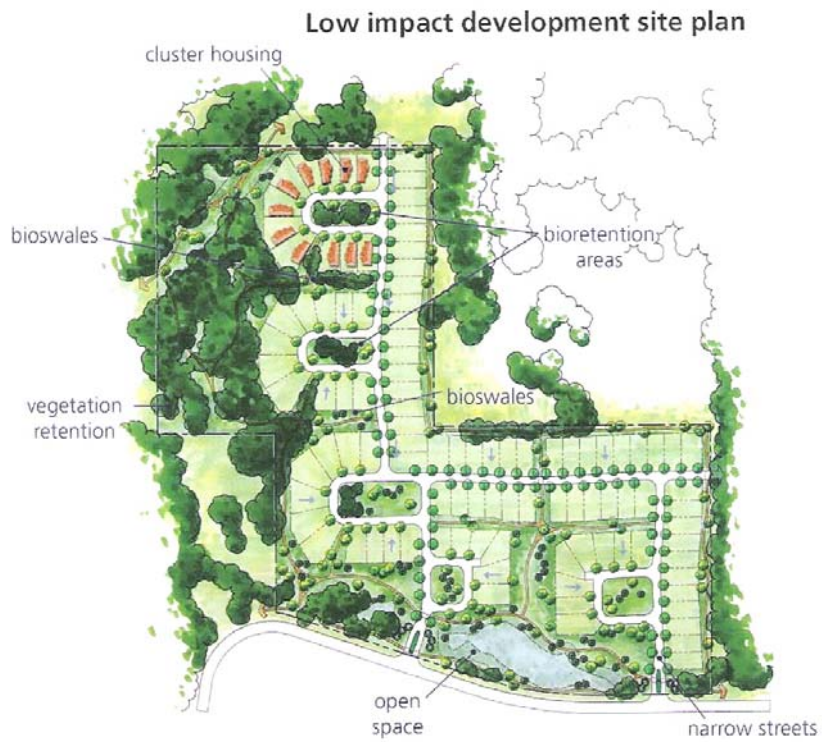 Low impact development site plan
cluster housing
bioswales
bioretention
areas
vegetation
retention
bioswales
open
space
narrow streets